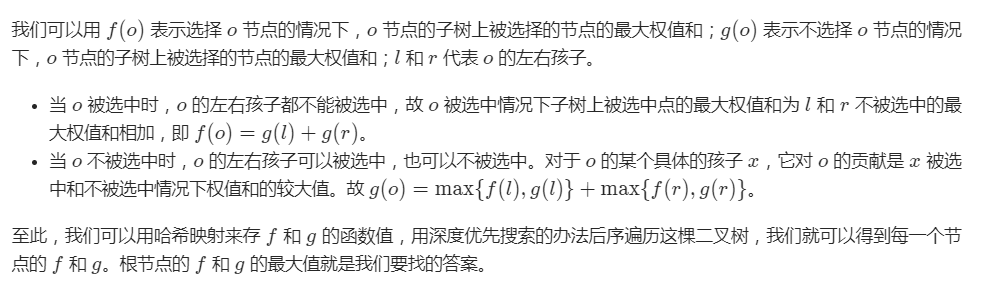 我们可以用 f(o) 表示选择 o 节点的情况下，o 节点的子树上被选择的节点的最大权值和；g(o) 表示不选择 o 节点的情况
下，o 节点的子树上被选择的节点的最大权值和；l 和 r 代表 o 的左右孩子。
• 当 o 被选中时，o 的左右孩子都不能被选中，故 o 被选中情况下子树上被选中点的最大权值和为 l 和 r 不被选中的最
大权值和相加，即 f(o) = g(l) + g(r)。
• 当 o 不被选中时，o 的左右孩子可以被选中，也可以不被选中。对于 o 的某个具体的孩子 x，它对 o 的贡献是 x 被选
中和不被选中情况下权值和的较大值。故 g(o) = max{f(l), g(l)} + max{f(r), g(r)}。
至此，我们可以用哈希映射来存 f 和 g 的函数值，用深度优先搜索的办法后序遍历这棵二叉树，我们就可以得到每一个节
点的 f 和 g。根节点的 f 和 g 的最大值就是我们要找的答案。